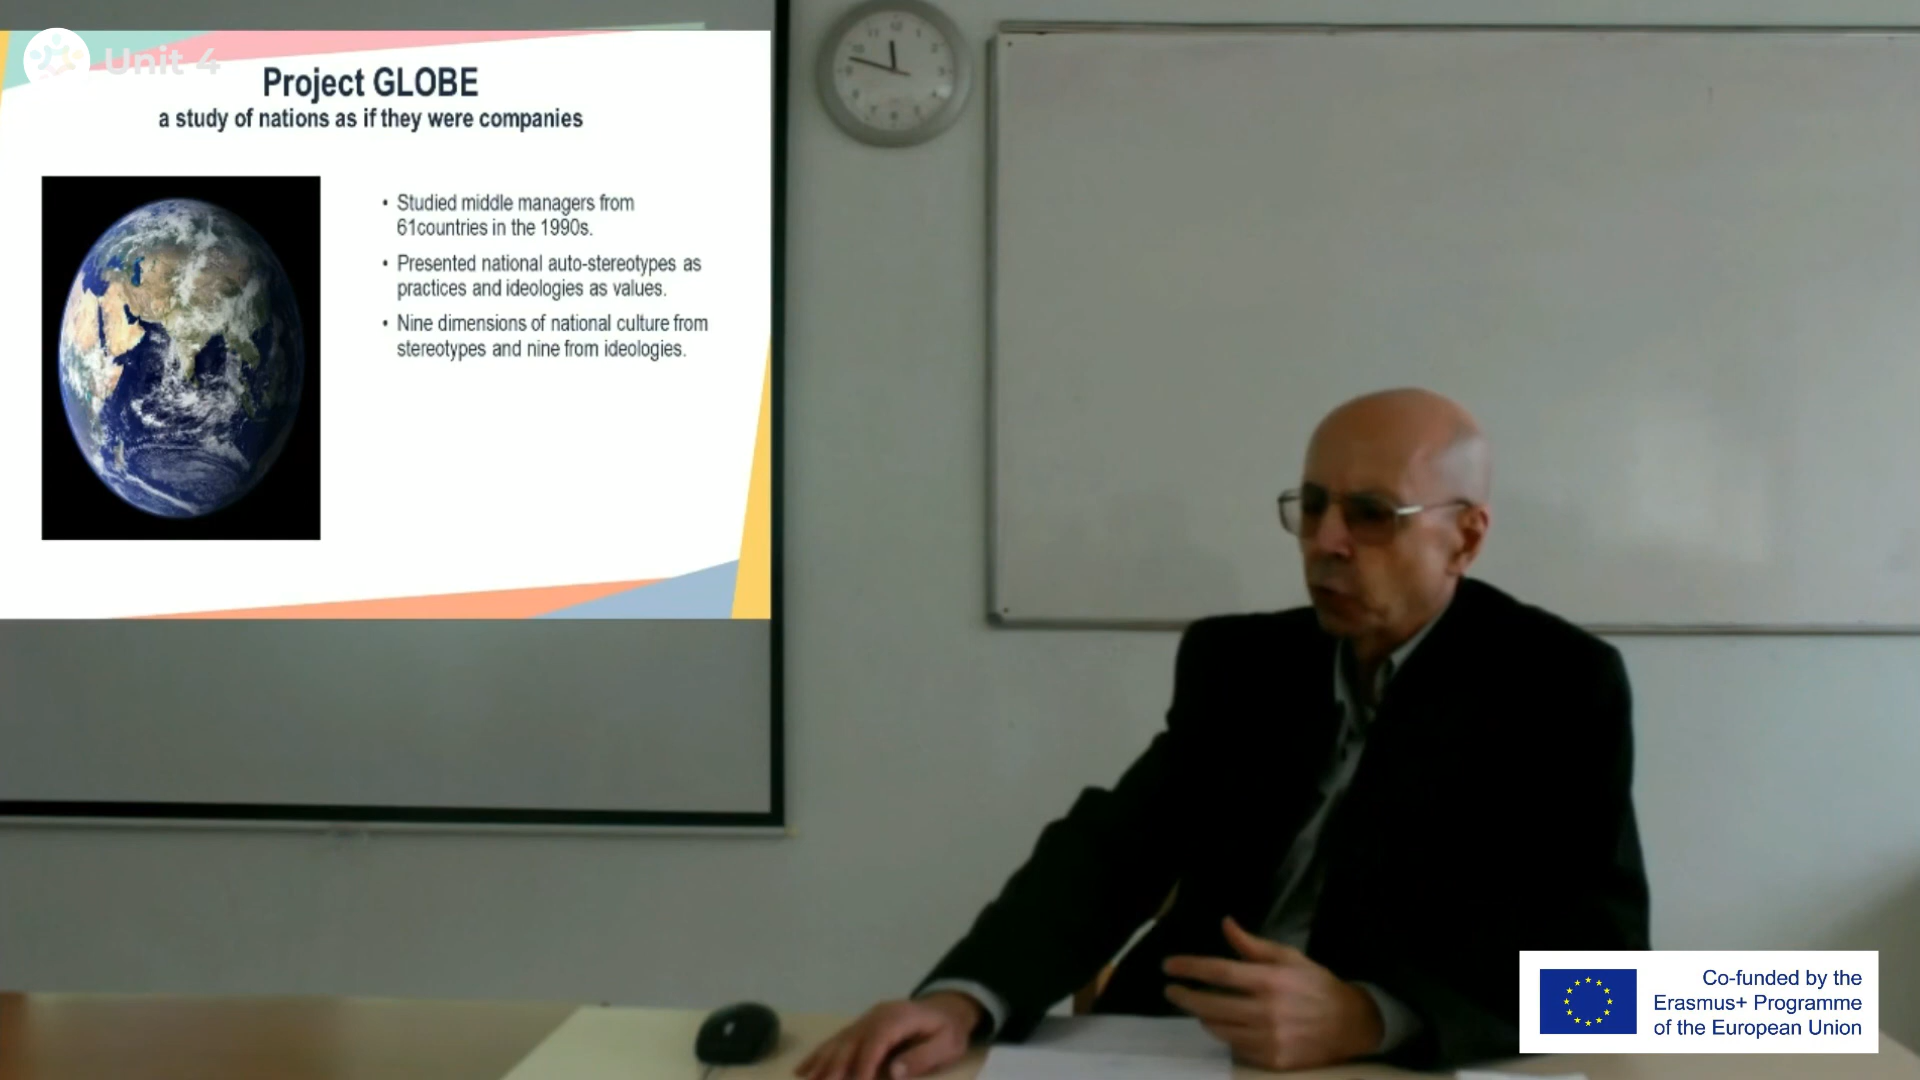 Unit 4
Project GLOBE
a study of nations as if they were companies
• Studied middle managers from
61countries in the 1990s.
• Presented national auto-stereotypes as
practices and ideologies as values.
• Nine dimensions of national culture from
stereotypes and nine from ideologies.
Co-funded by the
Erasmus+ Programme
of the European Union